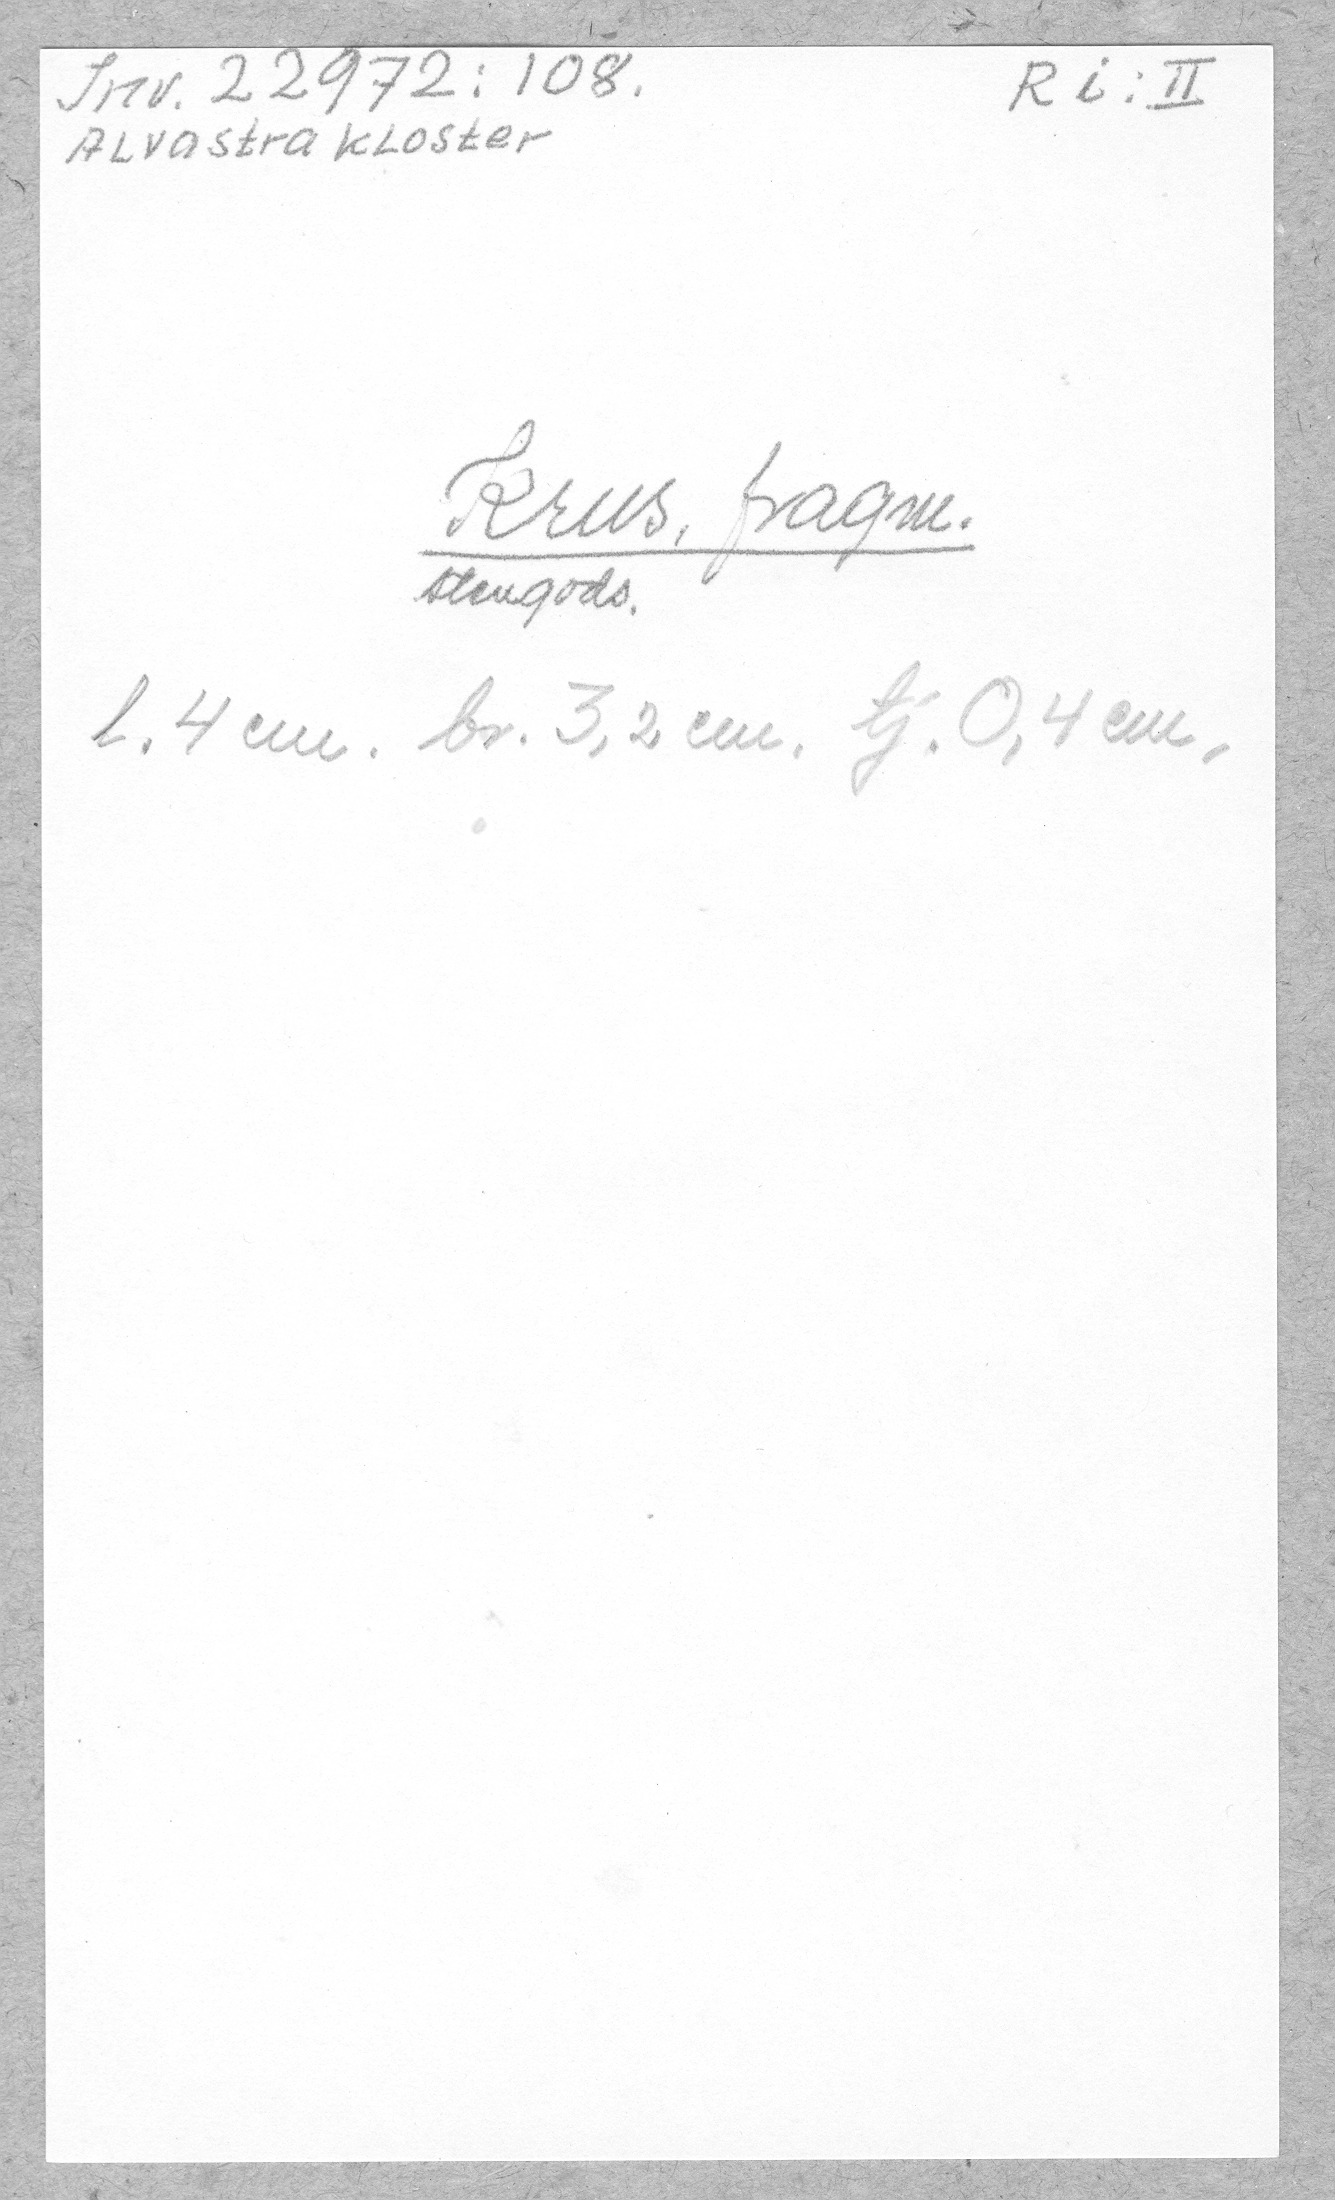 Inv. 22972:108.
R i: II
Alvastra kloster
Krus, fragm.
stengods.
l. 4 cm. br. 3,2 cm. tj. 0,4 cm.